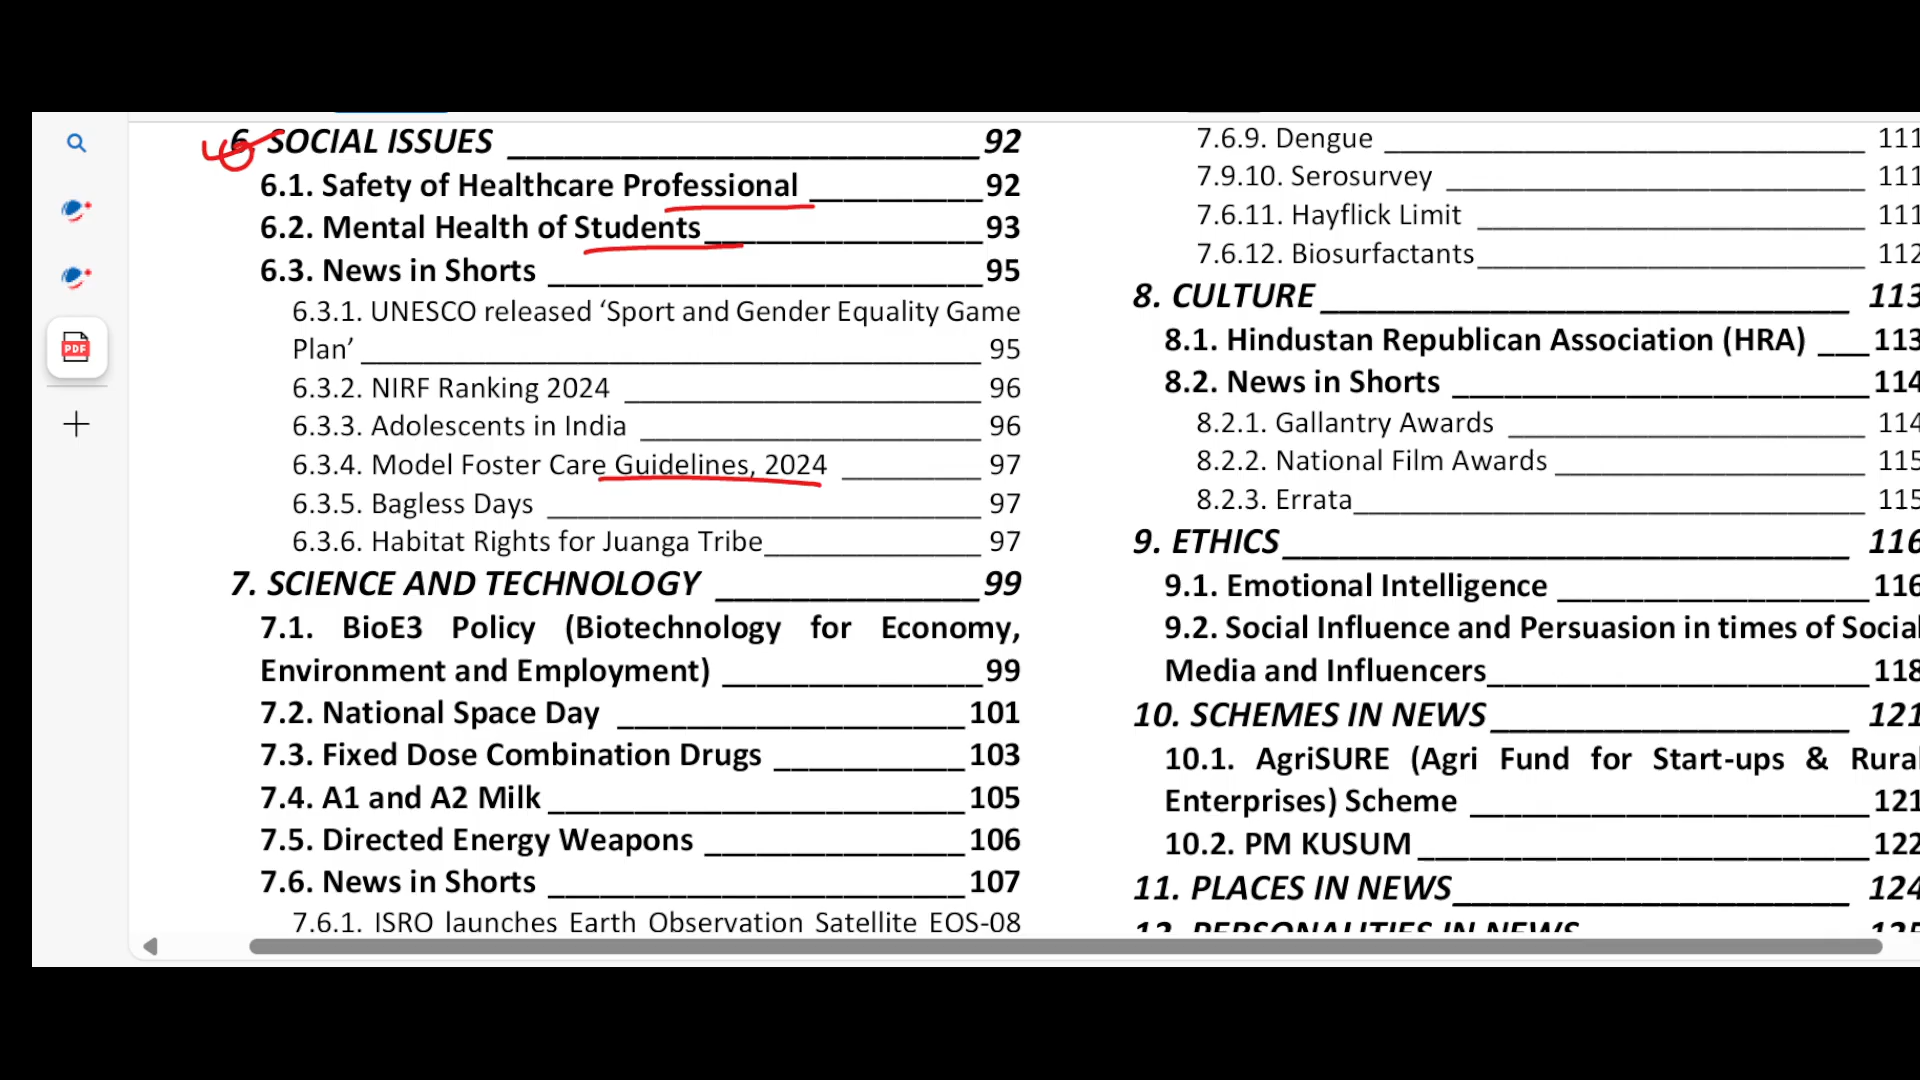 6. SOCIAL ISSUES 92
6.1. Safety of Healthcare Professional 92
6.2. Mental Health of Students 93
6.3. News in Shorts 95
6.3.1. UNESCO released ‘Sport and Gender Equality Game
Plan’ 95
6.3.2. NIRF Ranking 2024 96
6.3.3. Adolescents in India 96
6.3.4. Model Foster Care Guidelines, 2024 97
6.3.5. Bagless Days 97
6.3.6. Habitat Rights for Juanga Tribe 97
7. SCIENCE AND TECHNOLOGY 99
7.1. BioE3 Policy (Biotechnology for Economy,
Environment and Employment) 99
7.2. National Space Day 101
7.3. Fixed Dose Combination Drugs 103
7.4. A1 and A2 Milk 105
7.5. Directed Energy Weapons 106
7.6. News in Shorts 107
7.6.1. ISRO launches Earth Observation Satellite EOS-08
7.6.9. Dengue 111
7.9.10. Serosurvey 111
7.6.11. Hayflick Limit 111
7.6.12. Biosurfactants 112
8. CULTURE 113
8.1. Hindustan Republican Association (HRA) 113
8.2. News in Shorts 114
8.2.1. Gallantry Awards 114
8.2.2. National Film Awards 115
8.2.3. Errata 115
9. ETHICS 116
9.1. Emotional Intelligence 116
9.2. Social Influence and Persuasion in times of Social
Media and Influencers 118
10. SCHEMES IN NEWS 121
10.1. AgriSURE (Agri Fund for Start-ups & Rural
Enterprises) Scheme 121
10.2. PM KUSUM 122
11. PLACES IN NEWS 124
12. PERSONALITIES IN NEWS 125
PDF